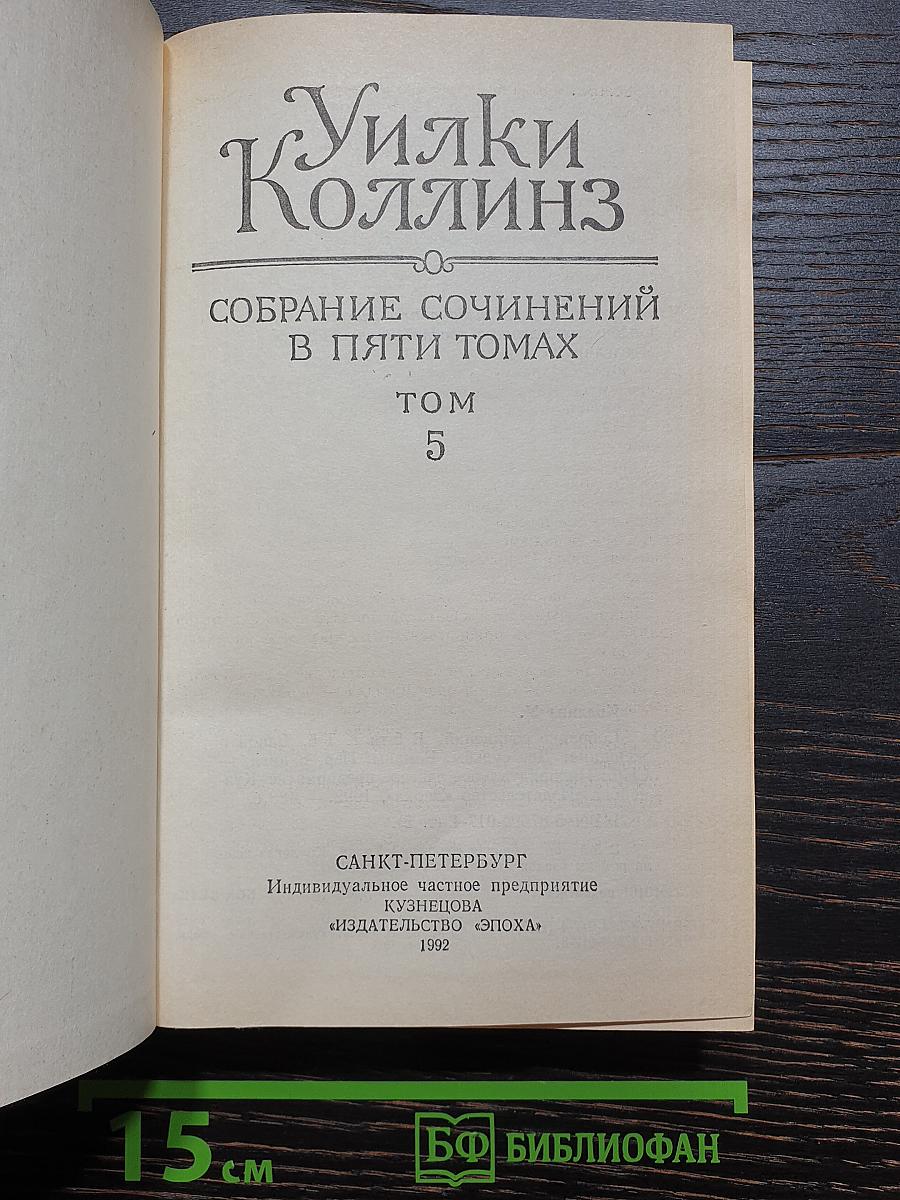 Уилки
Коллинз
СОБРАНИЕ СОЧИНЕНИЙ
В ПЯТИ ТОМАХ
ТОМ
5
САНКТ-ПЕТЕРБУРГ
Индивидуальное частное предприятие
КУЗНЕЦОВА
«ИЗДАТЕЛЬСТВО «ЭПОХА»
1992
15 см
БФ БИБЛИОФАН